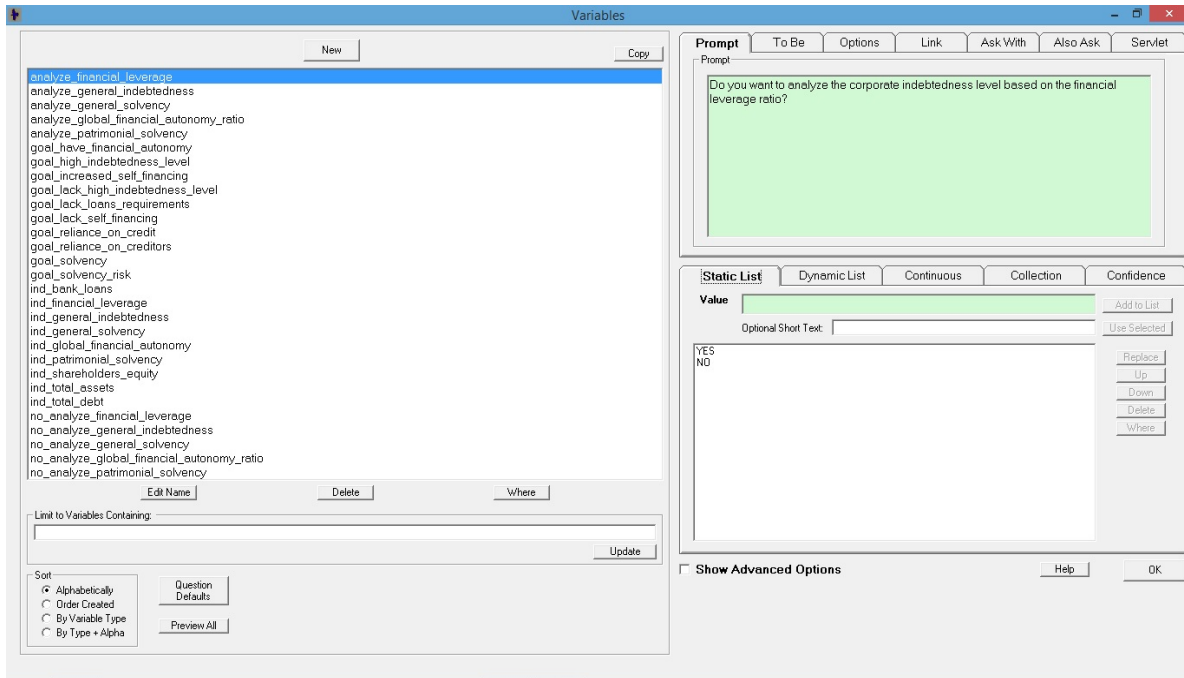 Variables
New
Copy
analyze_financial_leverage
analyze_general_indebtedness
analyze_general_solvency
analyze_global_financial_autonomy_ratio
analyze_patrimonial_solvency
goal_have_financial_autonomy
goal_high_indebtedness_level
goal_increased_self_financing
goal_lack_high_indebtedness_level
goal_lack_loans_requirements
goal_lack_self_financing
goal_reliance_on_credit
goal_reliance_on_creditors
goal_solvency
goal_solvency_risk
ind_bank_loans
ind_financial_leverage
ind_general_indebtedness
ind_general_solvency
ind_global_financial_autonomy
ind_patrimonial_solvency
ind_shareholders_equity
ind_total_assets
ind_total_debt
no_analyze_financial_leverage
no_analyze_general_indebtedness
no_analyze_general_solvency
no_analyze_global_financial_autonomy_ratio
no_analyze_patrimonial_solvency
Edit Name Delete Where
Limit to Variables Containing:
Update
Sort
Alphabetically
Order Created
By Variable Type
By Type + Alpha
Question
Defaults
Preview All
Prompt To Be Options Link Ask With Also Ask Servlet
Prompt
Do you want to analyze the corporate indebtedness level based on the financial
leverage ratio?
Static List Dynamic List Continuous Collection Confidence
Value
Add to List
Optional Short Text:
Use Selected
YES
NO
Replace
Up
Down
Delete
Where
Show Advanced Options
Help
OK